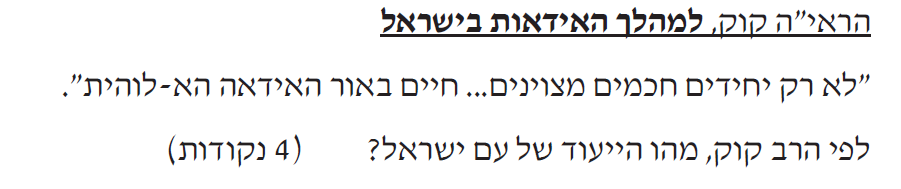 הראי"ה קוק, למהלך האידאות בישראל
"לא רק יחידים חכמים מצוינים... חיים באור האידאה הא-לוהית".
לפי הרב קוק, מהו הייעוד של עם ישראל? (4 נקודות)